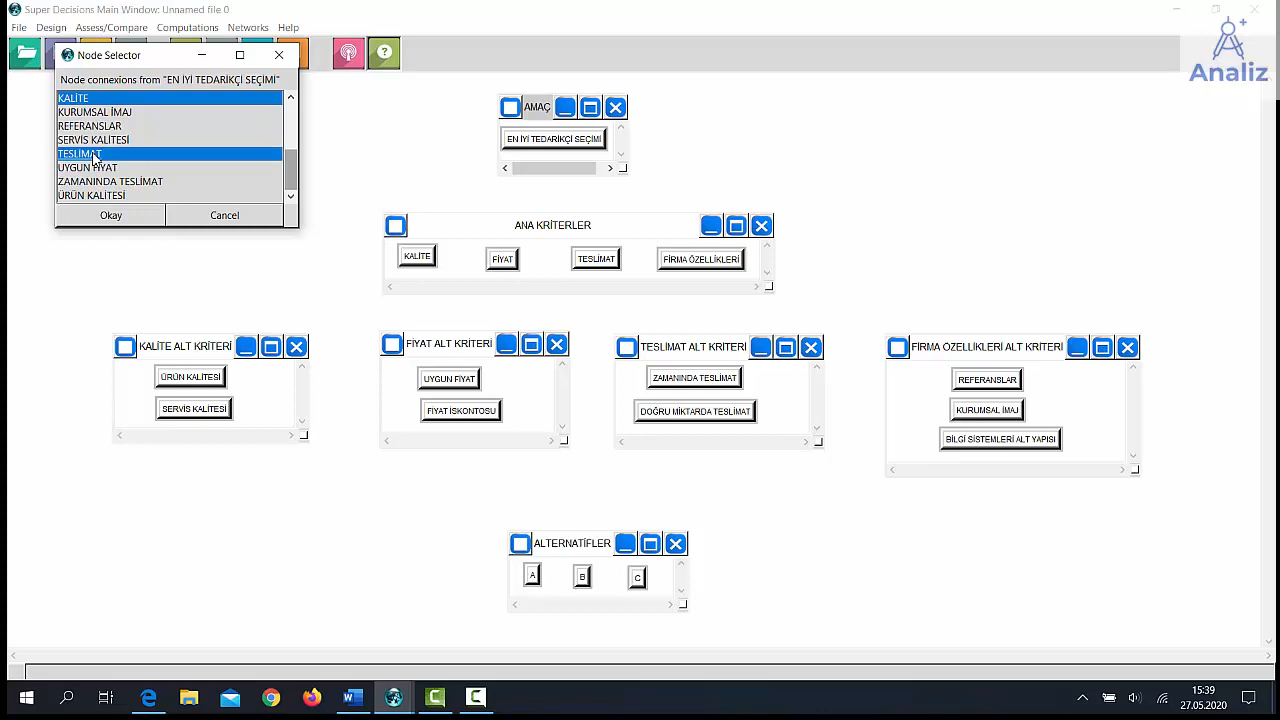 Super Decisions Main Window: Unnamed file 0
File Design Assess/Compare Computations Networks Help
Analiz
Node Selector
Node connexions from "EN İYİ TEDARİKÇİ SEÇİMİ"
KALİTE
KURUMSAL İMAJ
REFERANSLAR
SERVİS KALİTESİ
TESLİMAT
UYGUN FİYAT
ZAMANINDA TESLİMAT
ÜRÜN KALİTESİ
Okay Cancel
AMAÇ
EN İYİ TEDARİKÇİ SEÇİMİ
ANA KRİTERLER
KALİTE FİYAT TESLİMAT FİRMA ÖZELLİKLERİ
KALİTE ALT KRİTERİ
ÜRÜN KALİTESİ
SERVİS KALİTESİ
FİYAT ALT KRİTERİ
UYGUN FİYAT
FİYAT İSKONTOSU
TESLİMAT ALT KRİTERİ
ZAMANINDA TESLİMAT
DOĞRU MİKTARDA TESLİMAT
FİRMA ÖZELLİKLERİ ALT KRİTERİ
REFERANSLAR
KURUMSAL İMAJ
BİLGİ SİSTEMLERİ ALT YAPISI
ALTERNATİFLER
A B C
15:39
27.05.2020